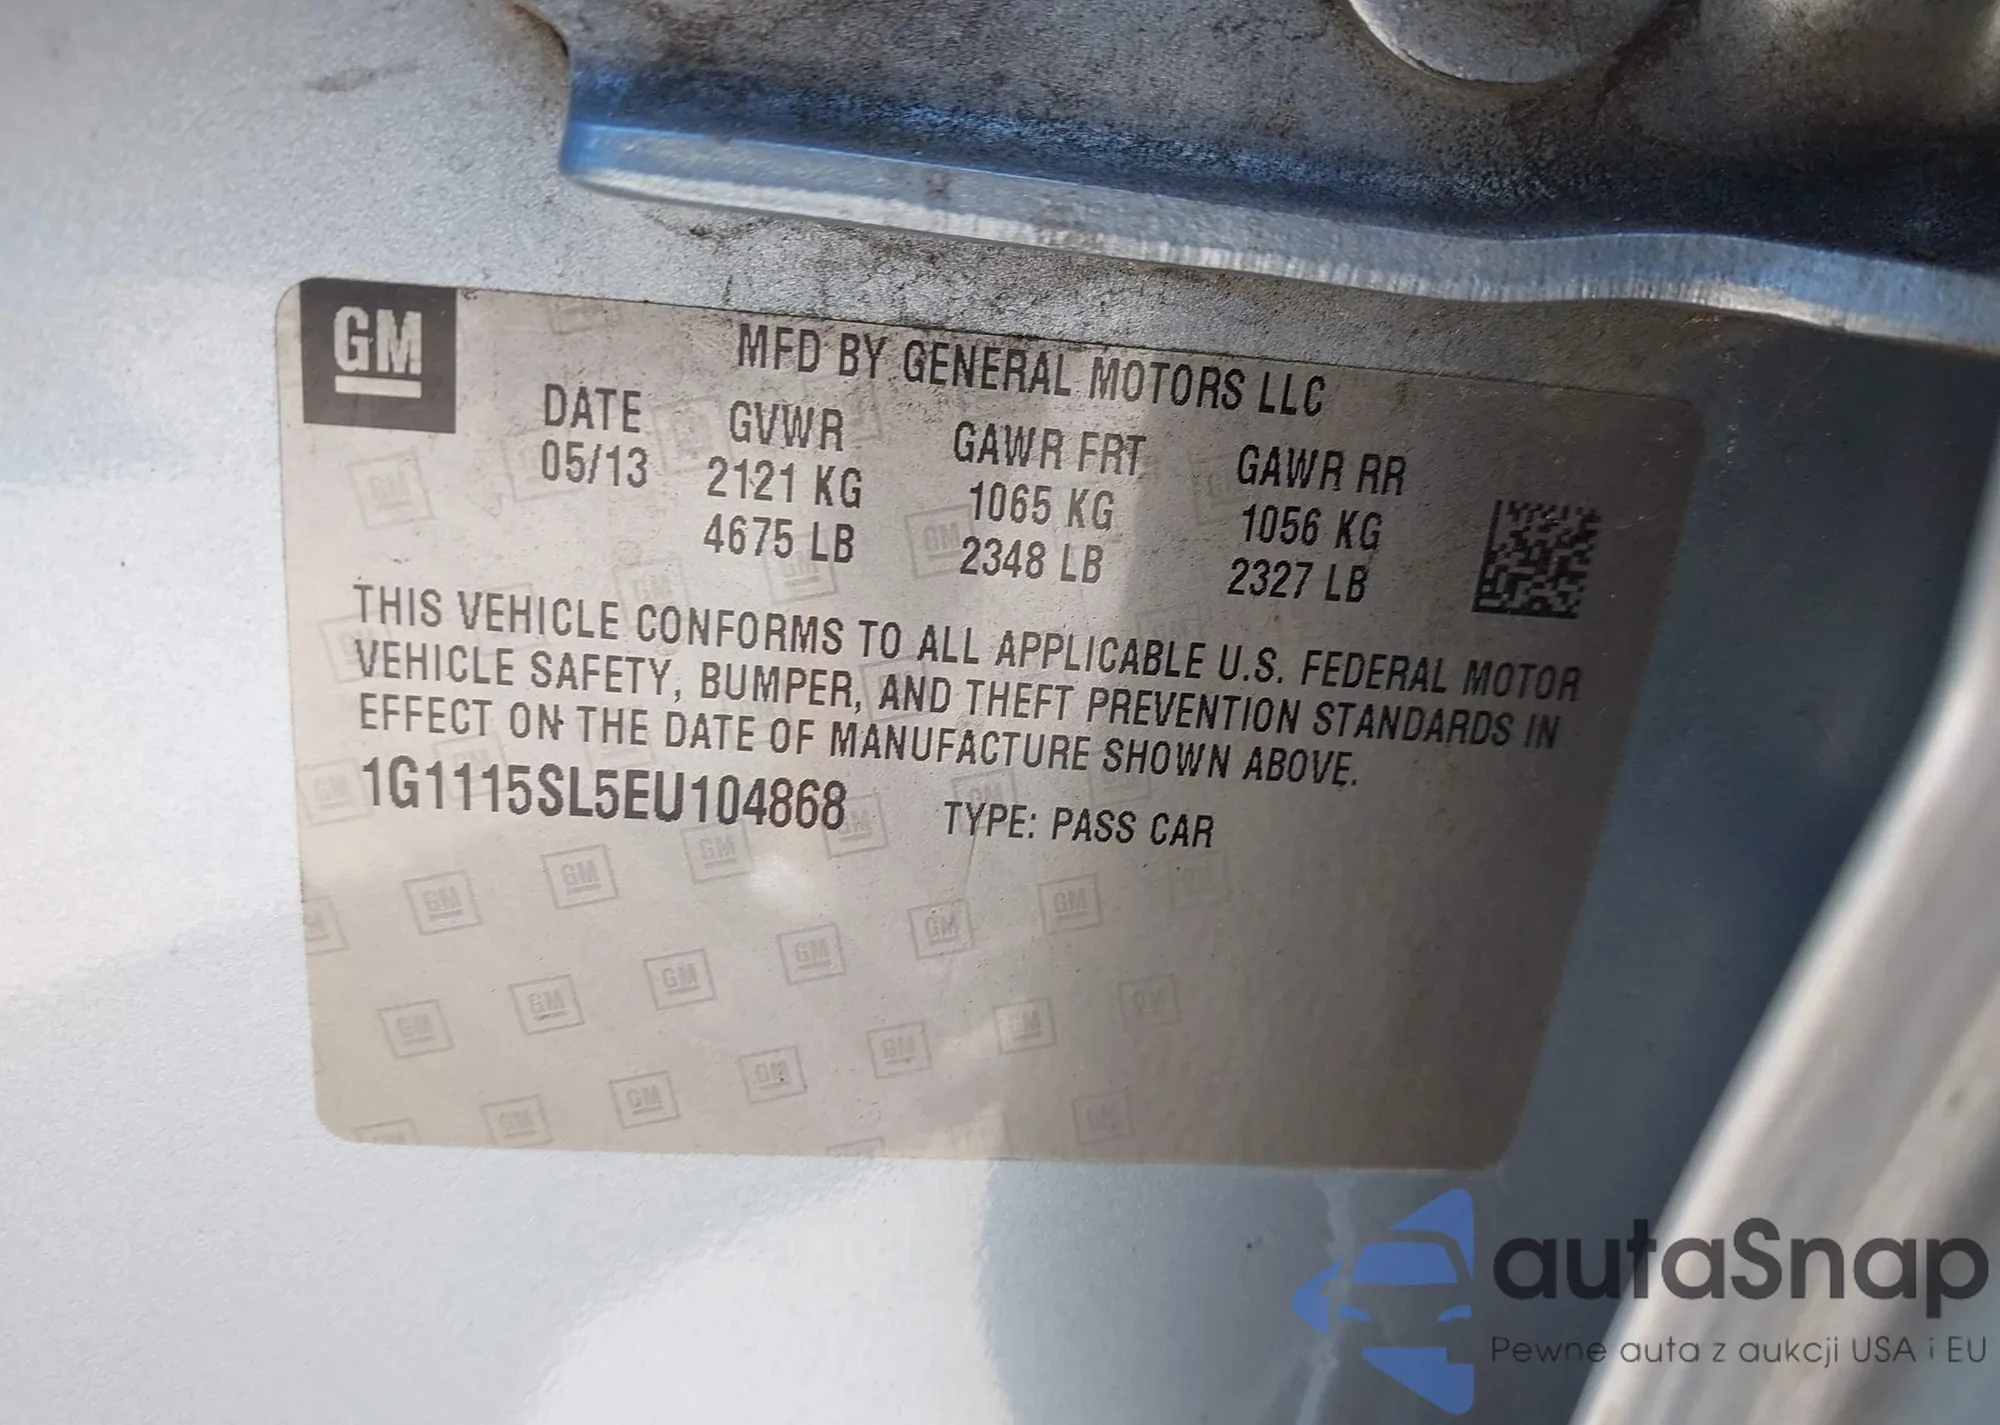 GM
MFD BY GENERAL MOTORS LLC
DATE GVWR GAWR FRT GAWR RR
05/13 2121 KG 1065 KG 1056 KG
4675 LB 2348 LB 2327 LB
THIS VEHICLE CONFORMS TO ALL APPLICABLE U.S. FEDERAL MOTOR
VEHICLE SAFETY, BUMPER, AND THEFT PREVENTION STANDARDS IN
EFFECT ON THE DATE OF MANUFACTURE SHOWN ABOVE.
1G1115SL5EU104868 TYPE: PASS CAR
autaSnap
Pewne auta z aukcji USA i EU